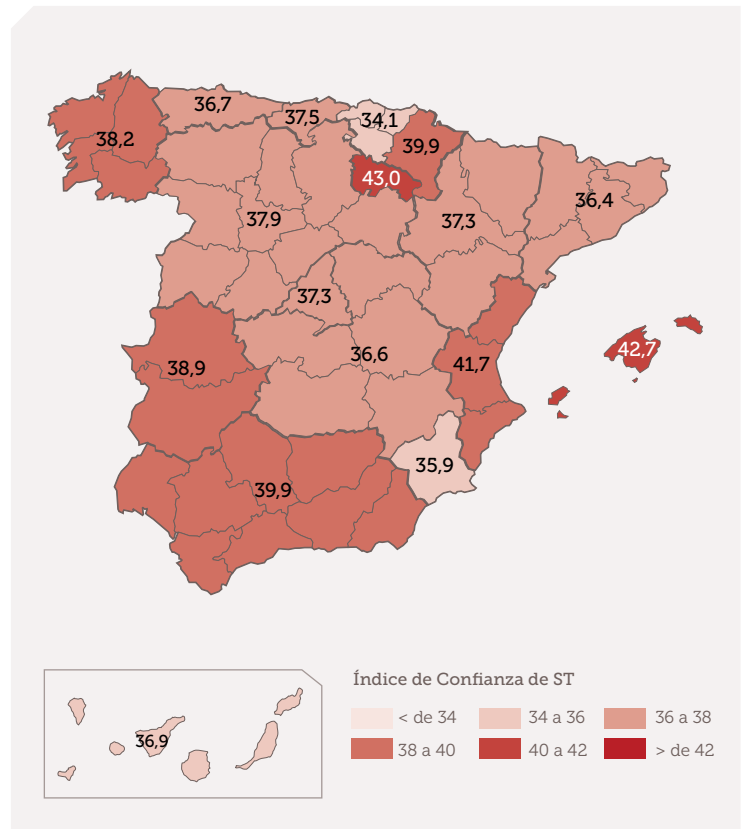 36,7
37,5
34,1
38,2
39,9
43,0
36,4
37,9
37,3
37,3
42,7
36,6
38,9
41,7
35,9
39,9
36,9
Índice de Confianza de ST
< de 34
34 a 36
36 a 38
38 a 40
40 a 42
> de 42